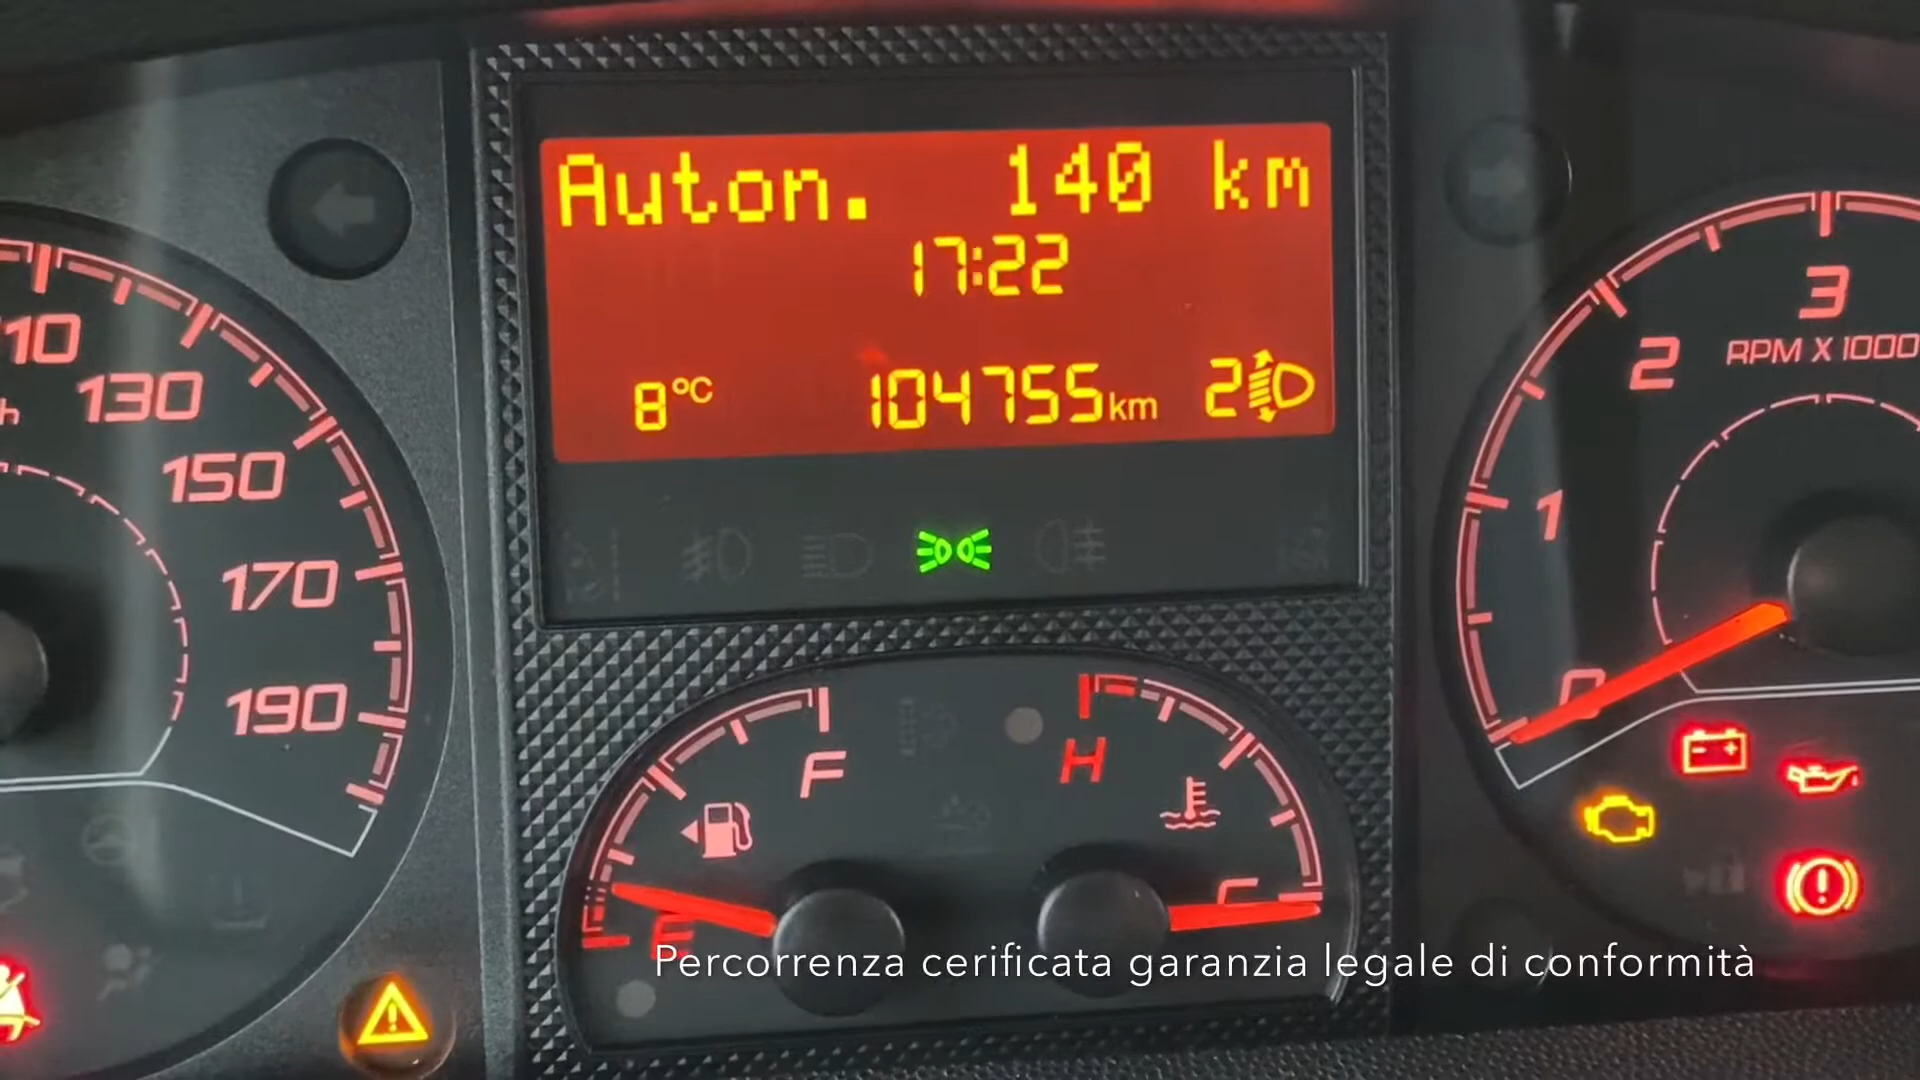 Auton. 140 km
17:22
8°C 104755km 2
110
130
150
170
190
3
RPM X 1000
2
1
0
F
H
E
C
Percorrenza cerificata garanzia legale di conformità